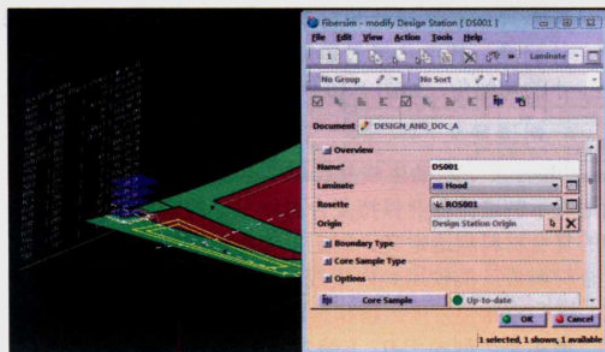 Fibersim - modify Design Station [ DS001 ]
File Edit View Action Tools Help
1 » Laminate
No Group No Sort
Document DESIGN_AND_DOC_A
Overview
Name* DS001
Laminate Hood
Rosette ROS001
Origin Design Station Origin
Boundary Type
Core Sample Type
Options
Core Sample Up-to-date
OK Cancel
1 selected, 1 shown, 1 available